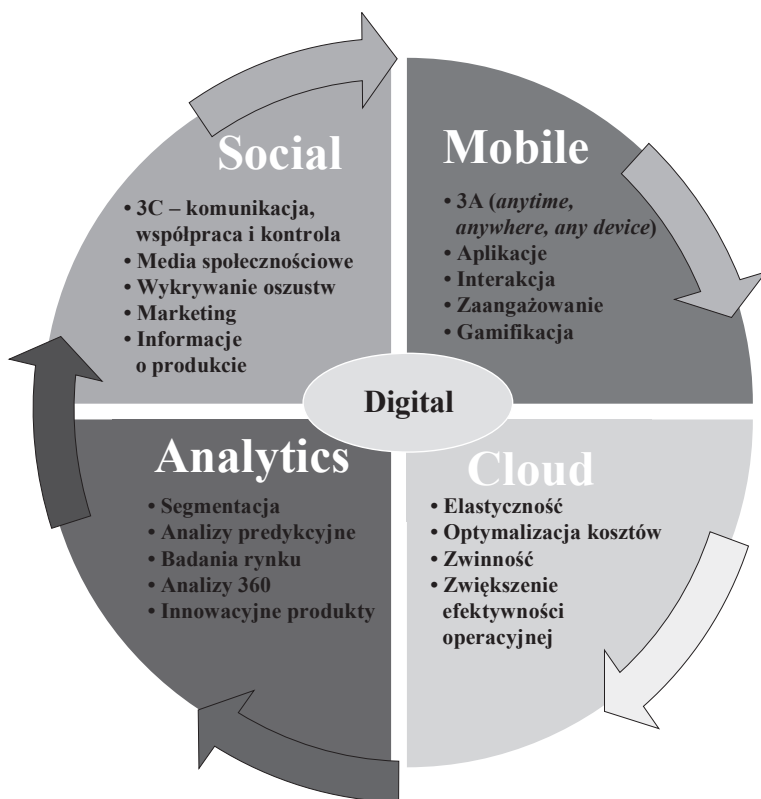 Social
• 3C – komunikacja,
współpraca i kontrola
• Media społecznościowe
• Wykrywanie oszustw
• Marketing
• Informacje
o produkcie
Mobile
• 3A (anytime,
anywhere, any device)
• Aplikacje
• Interakcja
• Zaangażowanie
• Gamifikacja
Digital
Analytics
• Segmentacja
• Analizy predykcyjne
• Badania rynku
• Analizy 360
• Innowacyjne produkty
Cloud
• Elastyczność
• Optymalizacja kosztów
• Zwinność
• Zwiększenie
efektywności
operacyjnej